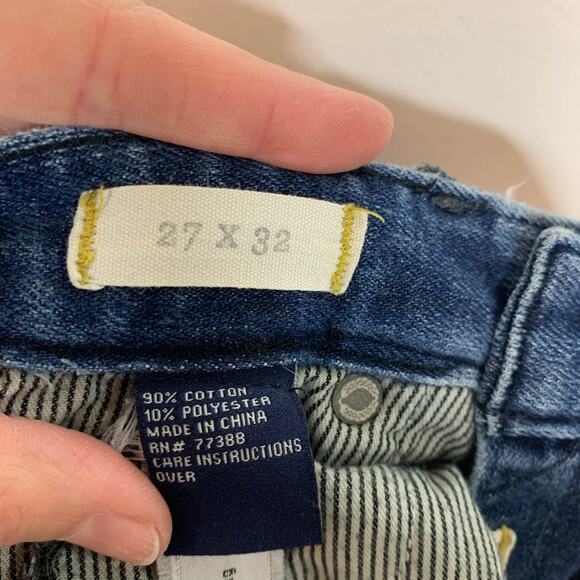 27 X 32
90% COTTON
10% POLYESTER
MADE IN CHINA
RN# 77388
CARE INSTRUCTIONS
OVER